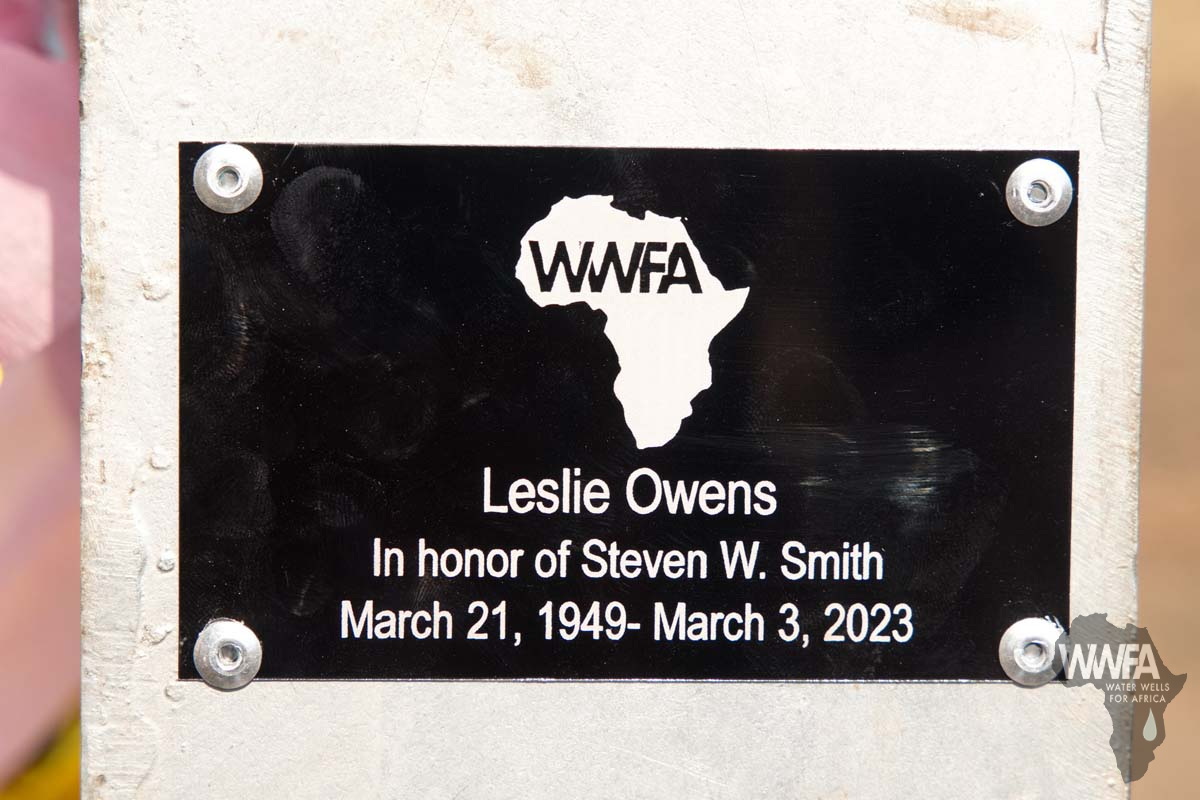 WWFA
Leslie Owens
In honor of Steven W. Smith
March 21, 1949- March 3, 2023
WWFA
WATER WELLS
FOR AFRICA